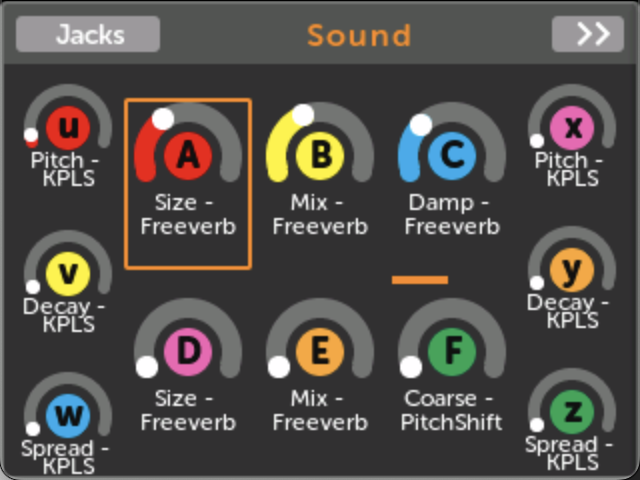 Jacks
Sound
>>
u
Pitch -
KPLS
A
Size -
Freeverb
B
Mix -
Freeverb
C
Damp -
Freeverb
x
Pitch -
KPLS
v
Decay -
KPLS
y
Decay -
KPLS
D
Size -
Freeverb
E
Mix -
Freeverb
F
Coarse -
PitchShift
w
Spread -
KPLS
z
Spread -
KPLS